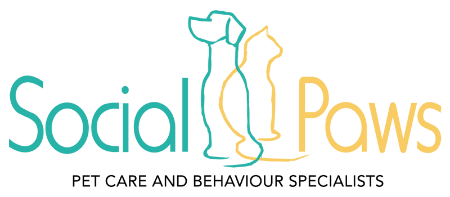 Social Paws
PET CARE AND BEHAVIOUR SPECIALISTS